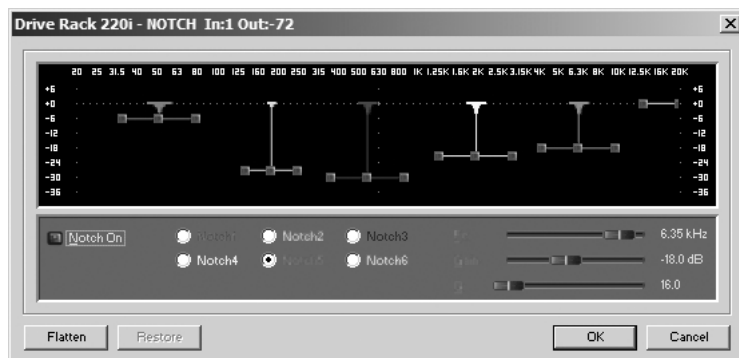 Drive Rack 220i - NOTCH In:1 Out:-72
20 25 31.5 40 50 63 80 100 125 160 200 250 315 400 500 630 800 1K 1.25K 1.6K 2K 2.5K 3.15K 4K 5K 6.3K 8K 10K 12.5K 16K 20K
+6 +6
+0 +0
-6 -6
-12 -12
-18 -18
-24 -24
-30 -30
-36 -36
Notch On Notch1 Notch2 Notch3 6.35 kHz
Notch4 Notch5 Notch6 -18.0 dB
16.0
Flatten Restore OK Cancel